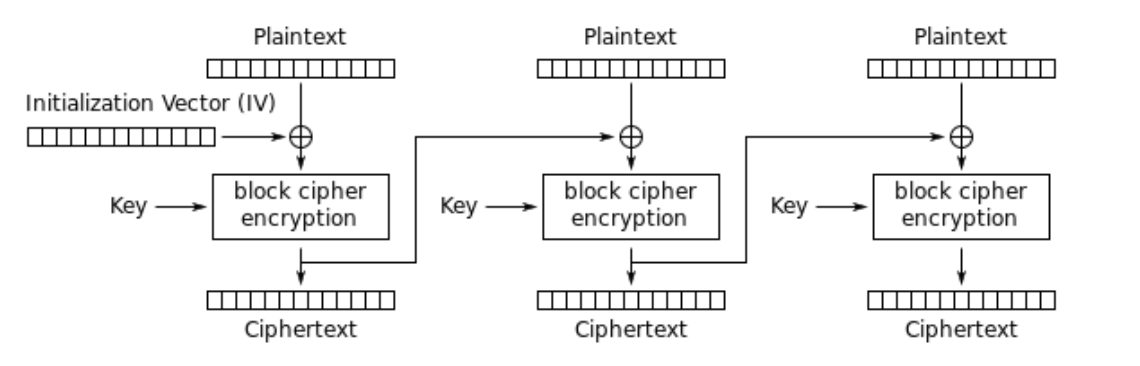 Plaintext
Plaintext
Plaintext
Initialization Vector (IV)
Key
block cipher
encryption
Key
block cipher
encryption
Key
block cipher
encryption
Ciphertext
Ciphertext
Ciphertext